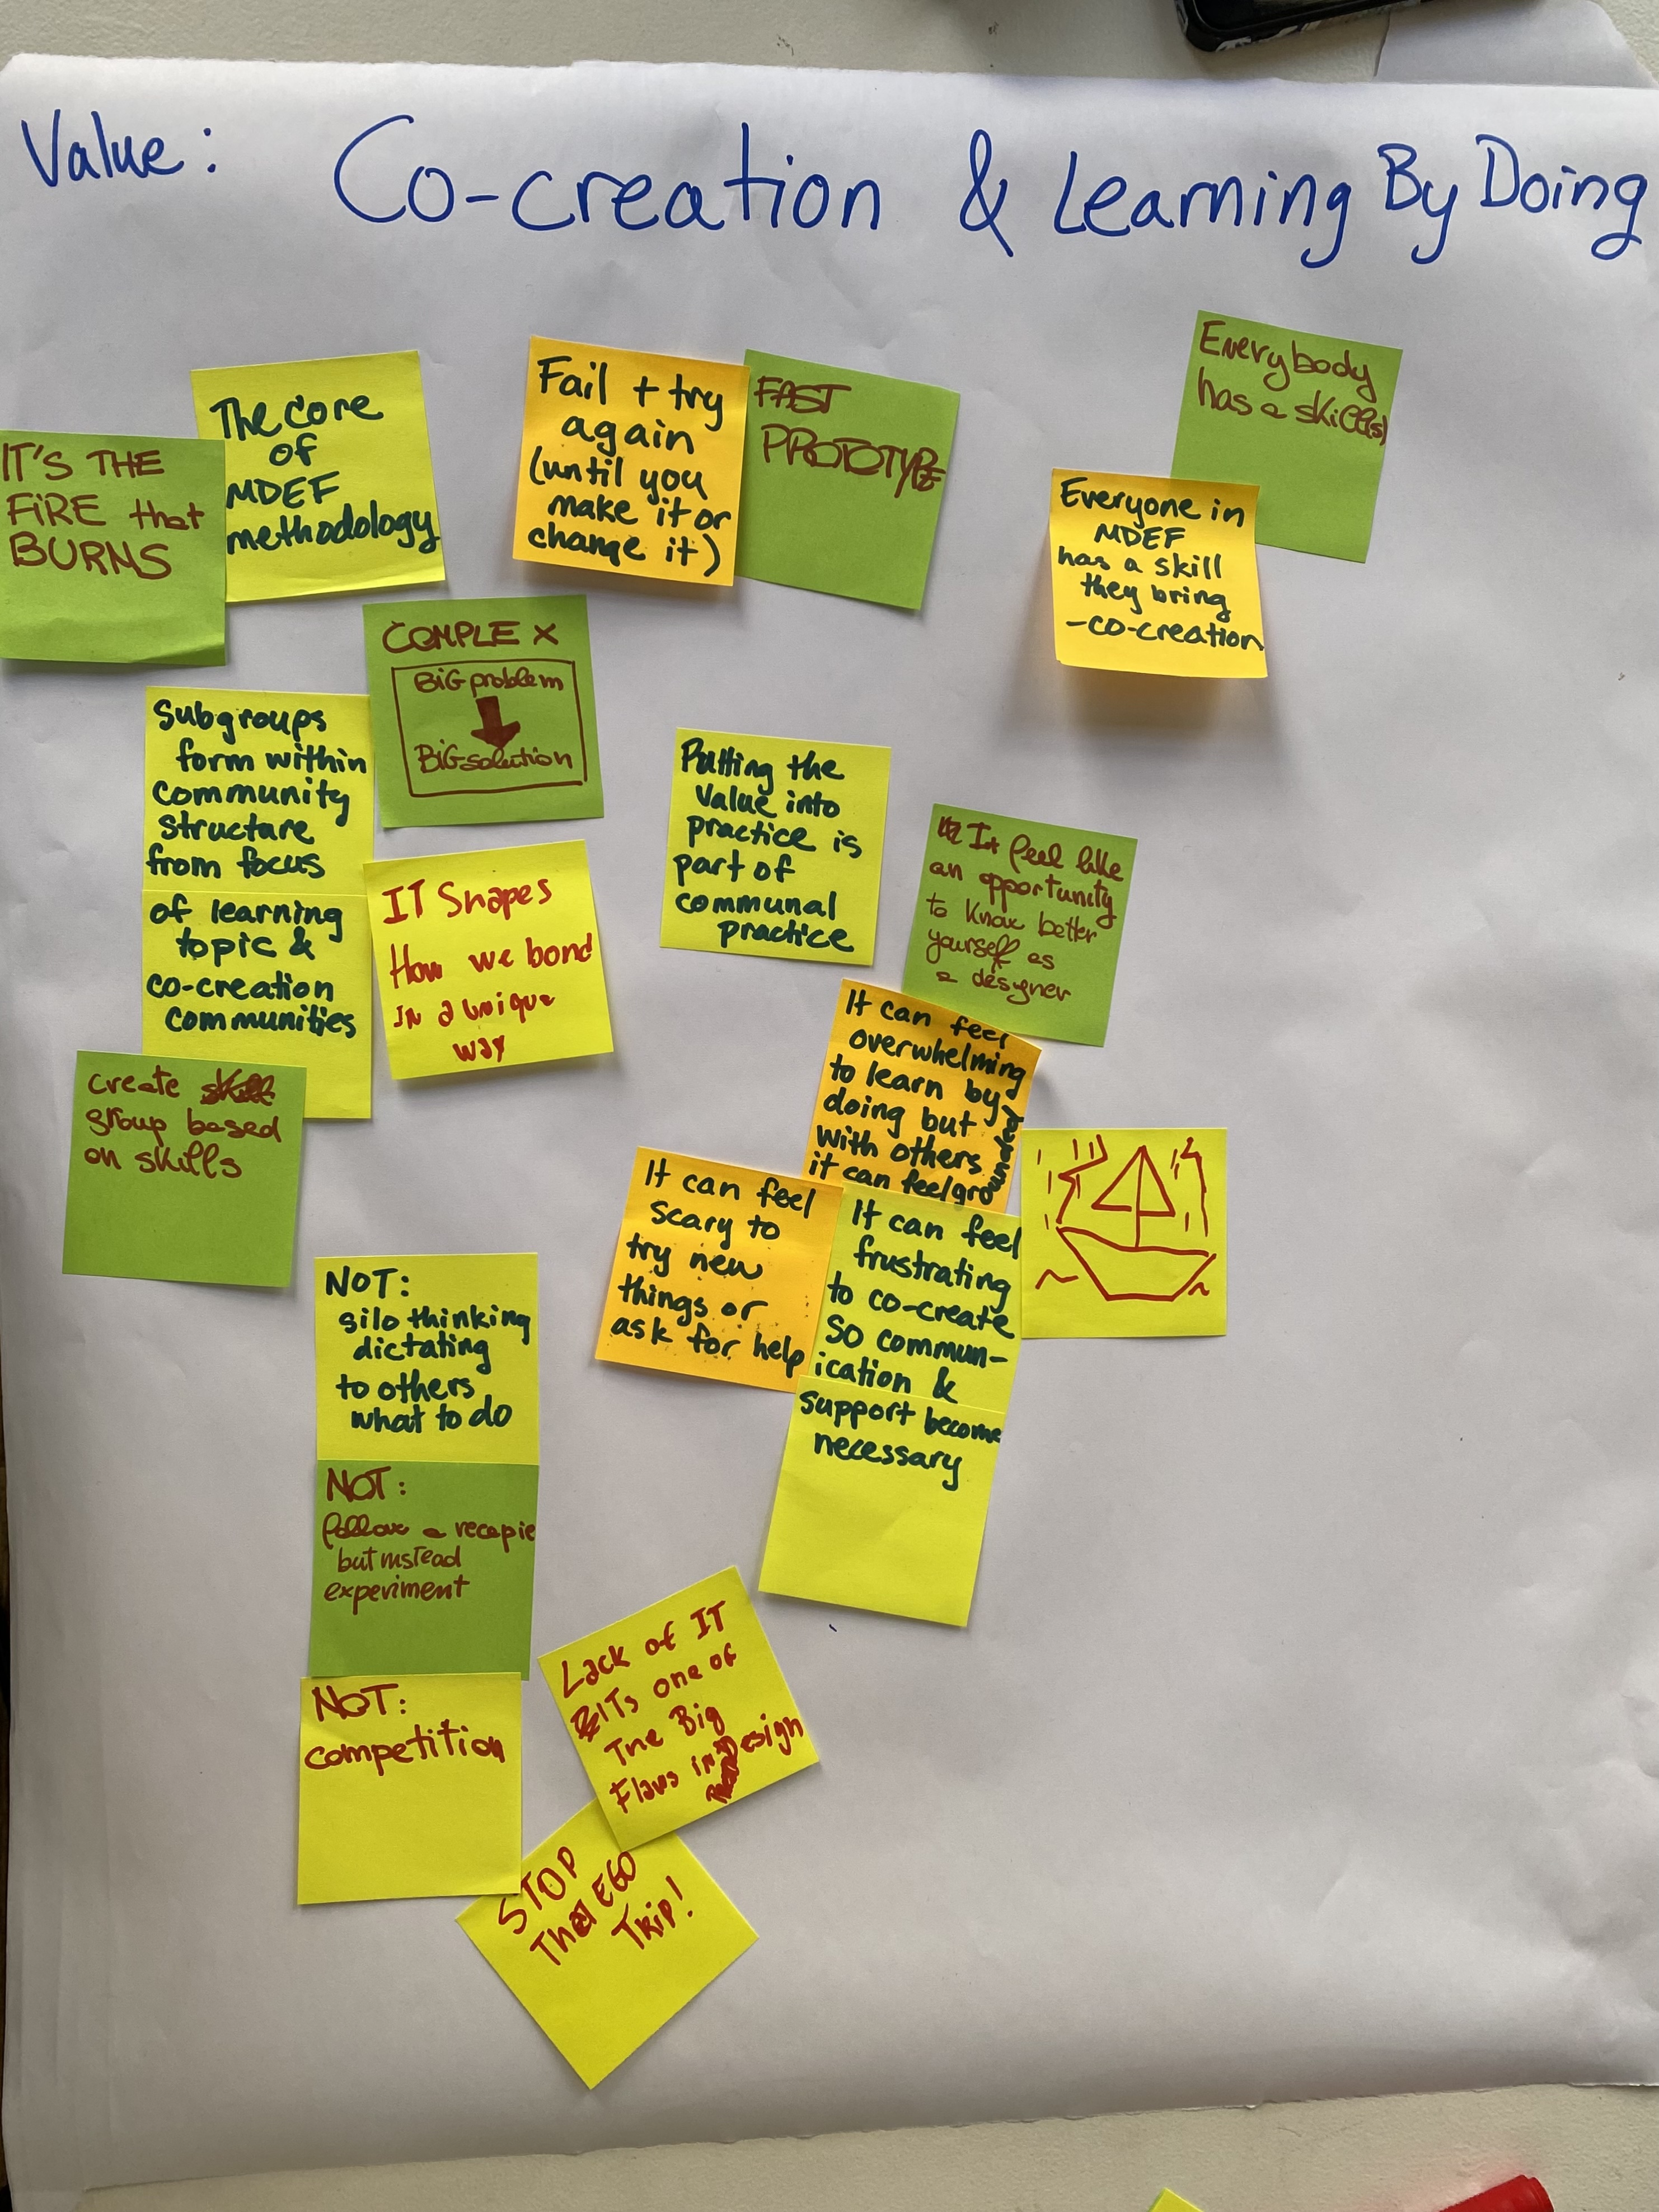 Value: Co-creation & Learning By Doing
IT'S THE
FIRE that
BURNS
The core
of
MDEF
methodology
Fail + try
again
(until you
make it or
change it)
FAST
PROTOTYPE
Everybody
has a skill(s)
Everyone in
MDEF
has a skill
they bring
-co-creation
COMPLEX
BIG problem
BIG solution
Subgroups
form within
community
structure
from focus
of learning
topic &
co-creation
communities
IT Shapes
How we bond
In a unique
way
create
group based
on skills
Putting the
value into
practice is
part of
communal
practice
It feel like
an opportunity
to know better
yourself as
a designer
It can feel
overwhelming
to learn by
doing but
with others
it can feel grounded
It can feel
scary to
try new
things or
ask for help
It can feel
frustrating
to co-create
so commun-
ication &
support become
necessary
NOT:
silo thinking
dictating
to others
what to do
NOT:
follow a recepie
but instead
experiment
NOT:
competition
Lack of IT
ITs one of
The Big
Flaws in Design
STOP
That EGO
Trip!